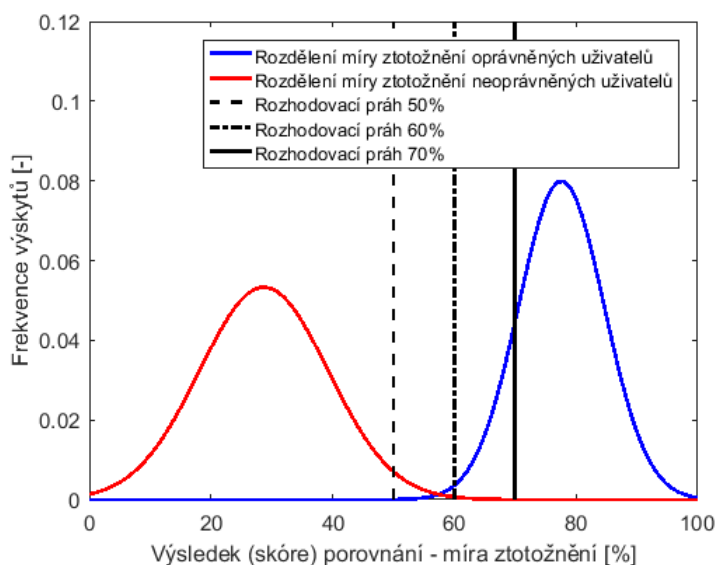 0.12
0.1
0.08
0.06
0.04
0.02
0
Frekvence výskytů [-]
Rozdělení míry ztotožnění oprávněných uživatelů
Rozdělení míry ztotožnění neoprávněných uživatelů
Rozhodovací práh 50%
Rozhodovací práh 60%
Rozhodovací práh 70%
0 20 40 60 80 100
Výsledek (skóre) porovnání - míra ztotožnění [%]